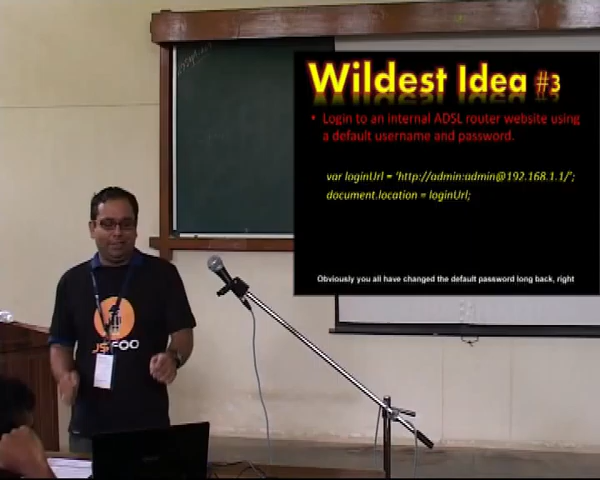 Wildest Idea #3
• Login to an internal ADSL router website using
a default username and password.
var loginUrl = 'http://admin:admin@192.168.1.1/';
document.location = loginUrl;
Obviously you all have changed the default password long back, right
JSFOO